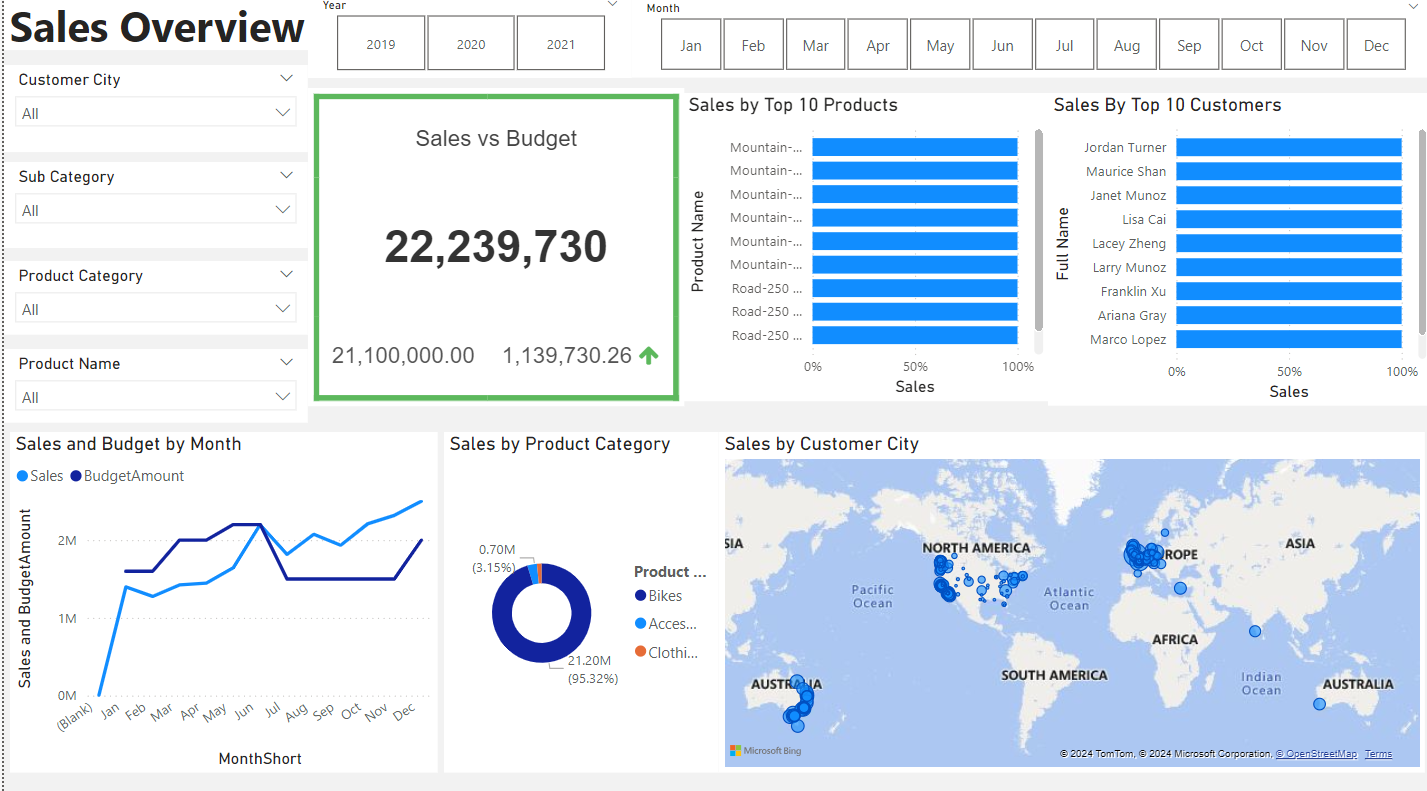 Sales Overview
Year
2019
2020
2021
Month
Jan
Feb
Mar
Apr
May
Jun
Jul
Aug
Sep
Oct
Nov
Dec
Customer City
All
Sub Category
All
Product Category
All
Product Name
All
Sales vs Budget
22,239,730
21,100,000.00
1,139,730.26
Sales by Top 10 Products
Product Name
Mountain-...
Mountain-...
Mountain-...
Mountain-...
Mountain-...
Mountain-...
Road-250 ...
Road-250 ...
Road-250 ...
0%
50%
100%
Sales
Sales By Top 10 Customers
Full Name
Jordan Turner
Maurice Shan
Janet Munoz
Lisa Cai
Lacey Zheng
Larry Munoz
Franklin Xu
Ariana Gray
Marco Lopez
0%
50%
100%
Sales
Sales and Budget by Month
Sales
BudgetAmount
Sales and BudgetAmount
2M
1M
0M
(Blank)
Jan
Feb
Mar
Apr
May
Jun
Jul
Aug
Sep
Oct
Nov
Dec
MonthShort
Sales by Product Category
0.70M
(3.15%)
21.20M
(95.32%)
Product ...
Bikes
Acces...
Clothi...
Sales by Customer City
SIA
NORTH AMERICA
ROPE
ASIA
Pacific
Ocean
Atlantic
Ocean
AFRICA
SOUTH AMERICA
Indian
Ocean
AUSTRALIA
AUSTRALIA
Microsoft Bing
© 2024 TomTom, © 2024 Microsoft Corporation, © OpenStreetMap Terms